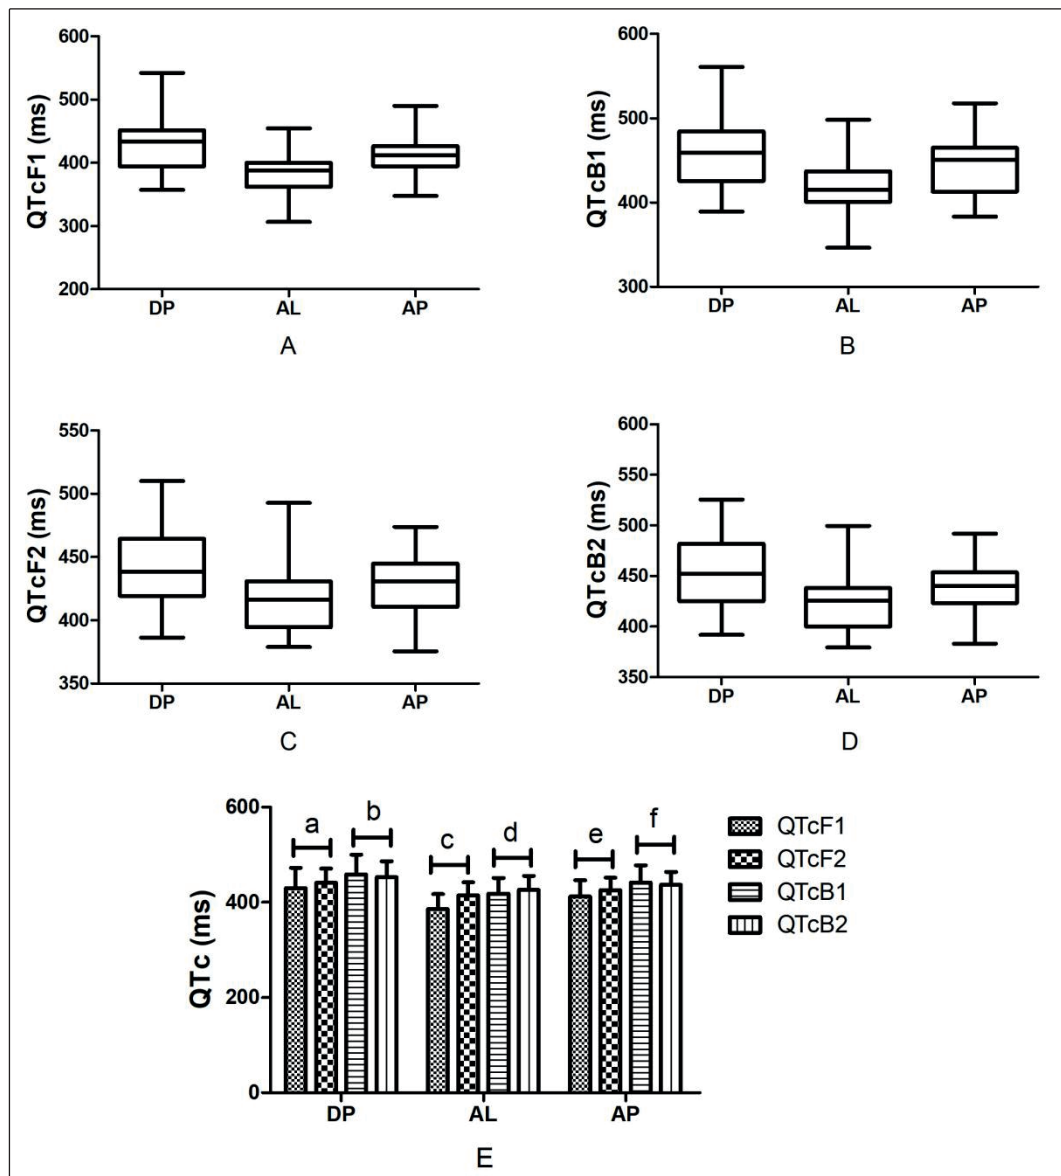 QTcF1 (ms)
600
500
400
300
200
DP AL AP
A
QTcB1 (ms)
600
500
400
300
DP AL AP
B
QTcF2 (ms)
550
500
450
400
350
DP AL AP
C
QTcB2 (ms)
600
550
500
450
400
350
DP AL AP
D
QTc (ms)
600
400
200
0
a b c d e f
DP AL AP
QTcF1
QTcF2
QTcB1
QTcB2
E